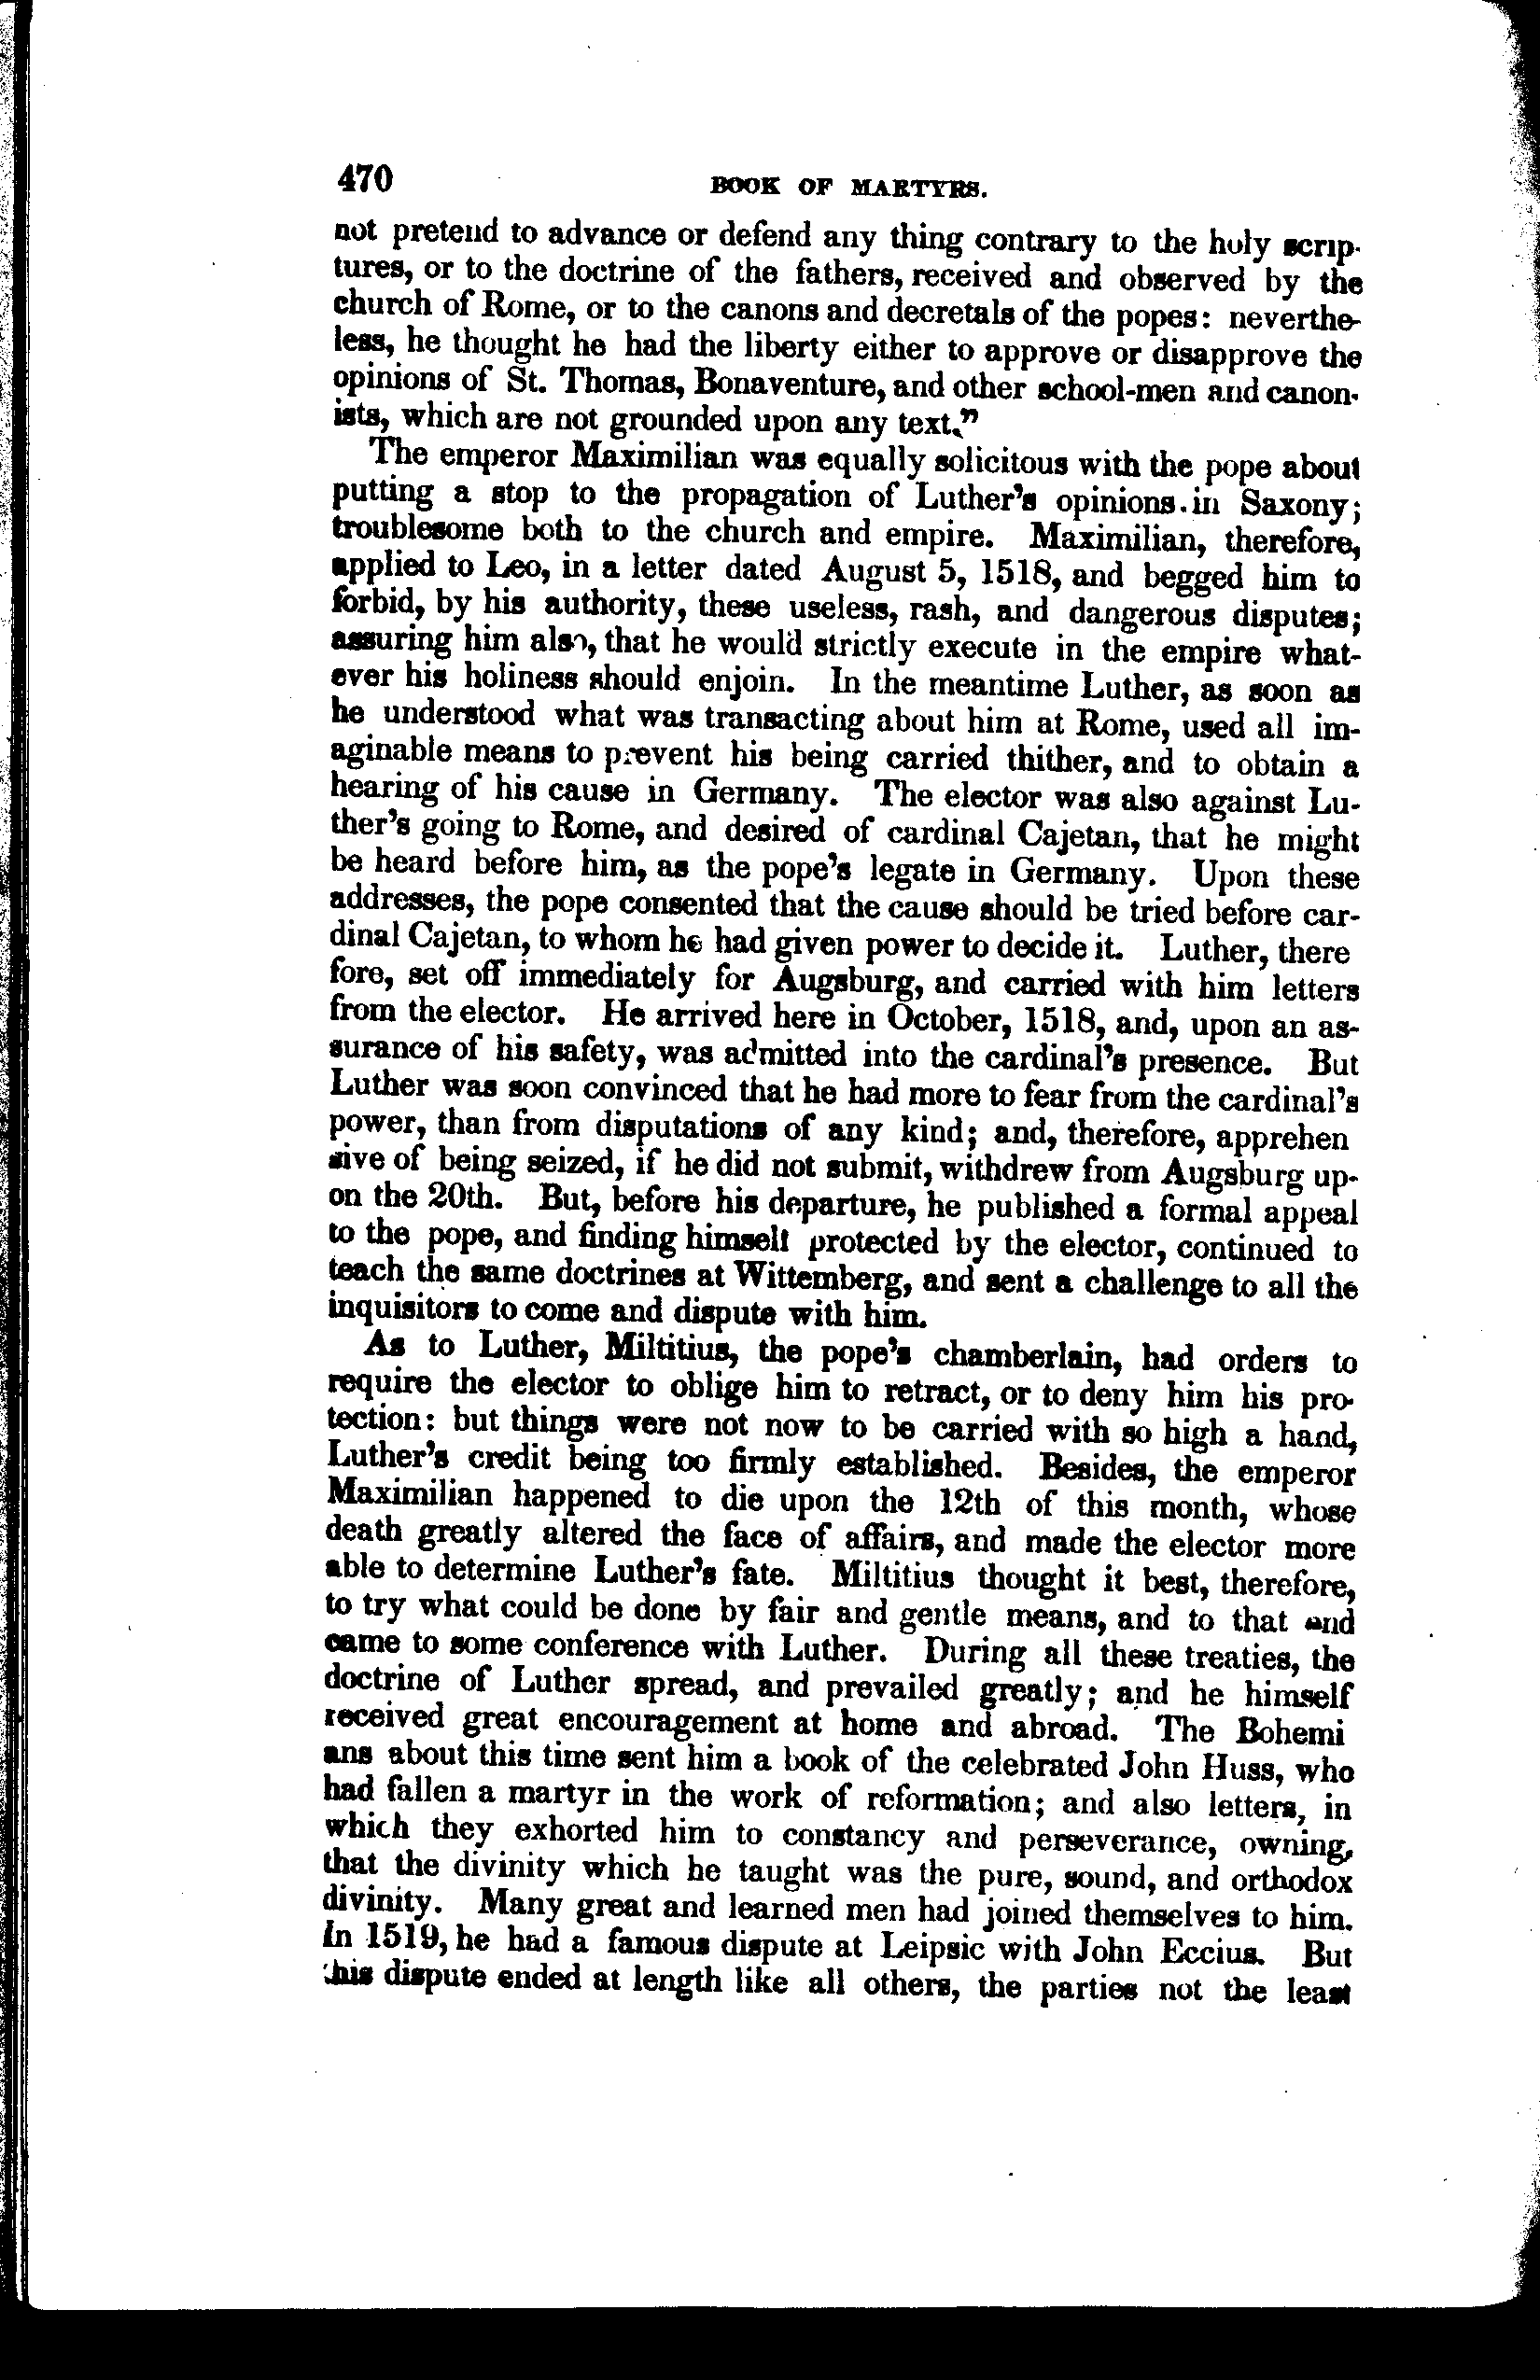 470 BOOK OF MARTYRS.
not pretend to advance or defend any thing contrary to the holy scrip-
tures, or to the doctrine of the fathers, received and observed by the
church of Rome, or to the canons and decretals of the popes: neverthe-
less, he thought he had the liberty either to approve or disapprove the
opinions of St. Thomas, Bonaventure, and other school-men and canon-
ists, which are not grounded upon any text."
The emperor Maximilian was equally solicitous with the pope about
putting a stop to the propagation of Luther's opinions in Saxony;
troublesome both to the church and empire. Maximilian, therefore,
applied to Leo, in a letter dated August 5, 1518, and begged him to
forbid, by his authority, these useless, rash, and dangerous disputes;
assuring him also, that he would strictly execute in the empire what-
ever his holiness should enjoin. In the meantime Luther, as soon as
he understood what was transacting about him at Rome, used all im-
aginable means to prevent his being carried thither, and to obtain a
hearing of his cause in Germany. The elector was also against Lu-
ther's going to Rome, and desired of cardinal Cajetan, that he might
be heard before him, as the pope's legate in Germany. Upon these
addresses, the pope consented that the cause should be tried before car-
dinal Cajetan, to whom he had given power to decide it. Luther, there
fore, set off immediately for Augsburg, and carried with him letters
from the elector. He arrived here in October, 1518, and, upon an as-
surance of his safety, was admitted into the cardinal's presence. But
Luther was soon convinced that he had more to fear from the cardinal's
power, than from disputations of any kind; and, therefore, apprehen
sive of being seized, if he did not submit, withdrew from Augsburg up-
on the 20th. But, before his departure, he published a formal appeal
to the pope, and finding himself protected by the elector, continued to
teach the same doctrines at Wittemberg, and sent a challenge to all the
inquisitors to come and dispute with him.
As to Luther, Miltitius, the pope's chamberlain, had orders to
require the elector to oblige him to retract, or to deny him his pro-
tection: but things were not now to be carried with so high a hand,
Luther's credit being too firmly established. Besides, the emperor
Maximilian happened to die upon the 12th of this month, whose
death greatly altered the face of affairs, and made the elector more
able to determine Luther's fate. Miltitius thought it best, therefore,
to try what could be done by fair and gentle means, and to that end
came to some conference with Luther. During all these treaties, the
doctrine of Luther spread, and prevailed greatly; and he himself
received great encouragement at home and abroad. The Bohemi
ans about this time sent him a book of the celebrated John Huss, who
had fallen a martyr in the work of reformation; and also letters, in
which they exhorted him to constancy and perseverance, owning,
that the divinity which he taught was the pure, sound, and orthodox
divinity. Many great and learned men had joined themselves to him.
In 1519, he had a famous dispute at Leipsic with John Eccius. But
this dispute ended at length like all others, the parties not the least